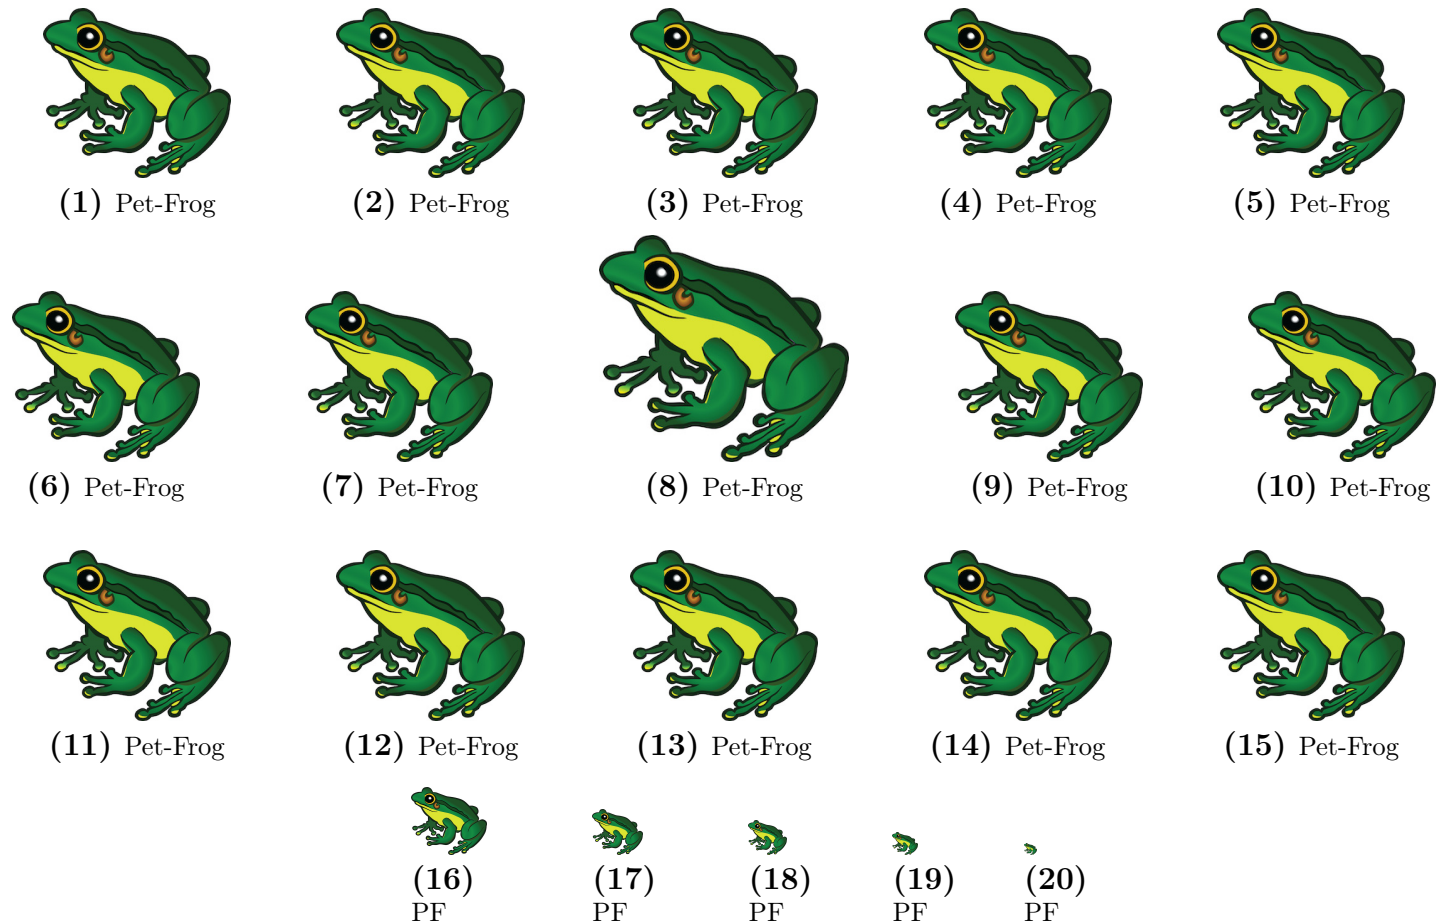 (1) Pet-Frog
(2) Pet-Frog
(3) Pet-Frog
(4) Pet-Frog
(5) Pet-Frog
(6) Pet-Frog
(7) Pet-Frog
(8) Pet-Frog
(9) Pet-Frog
(10) Pet-Frog
(11) Pet-Frog
(12) Pet-Frog
(13) Pet-Frog
(14) Pet-Frog
(15) Pet-Frog
(16)
PF
(17)
PF
(18)
PF
(19)
PF
(20)
PF